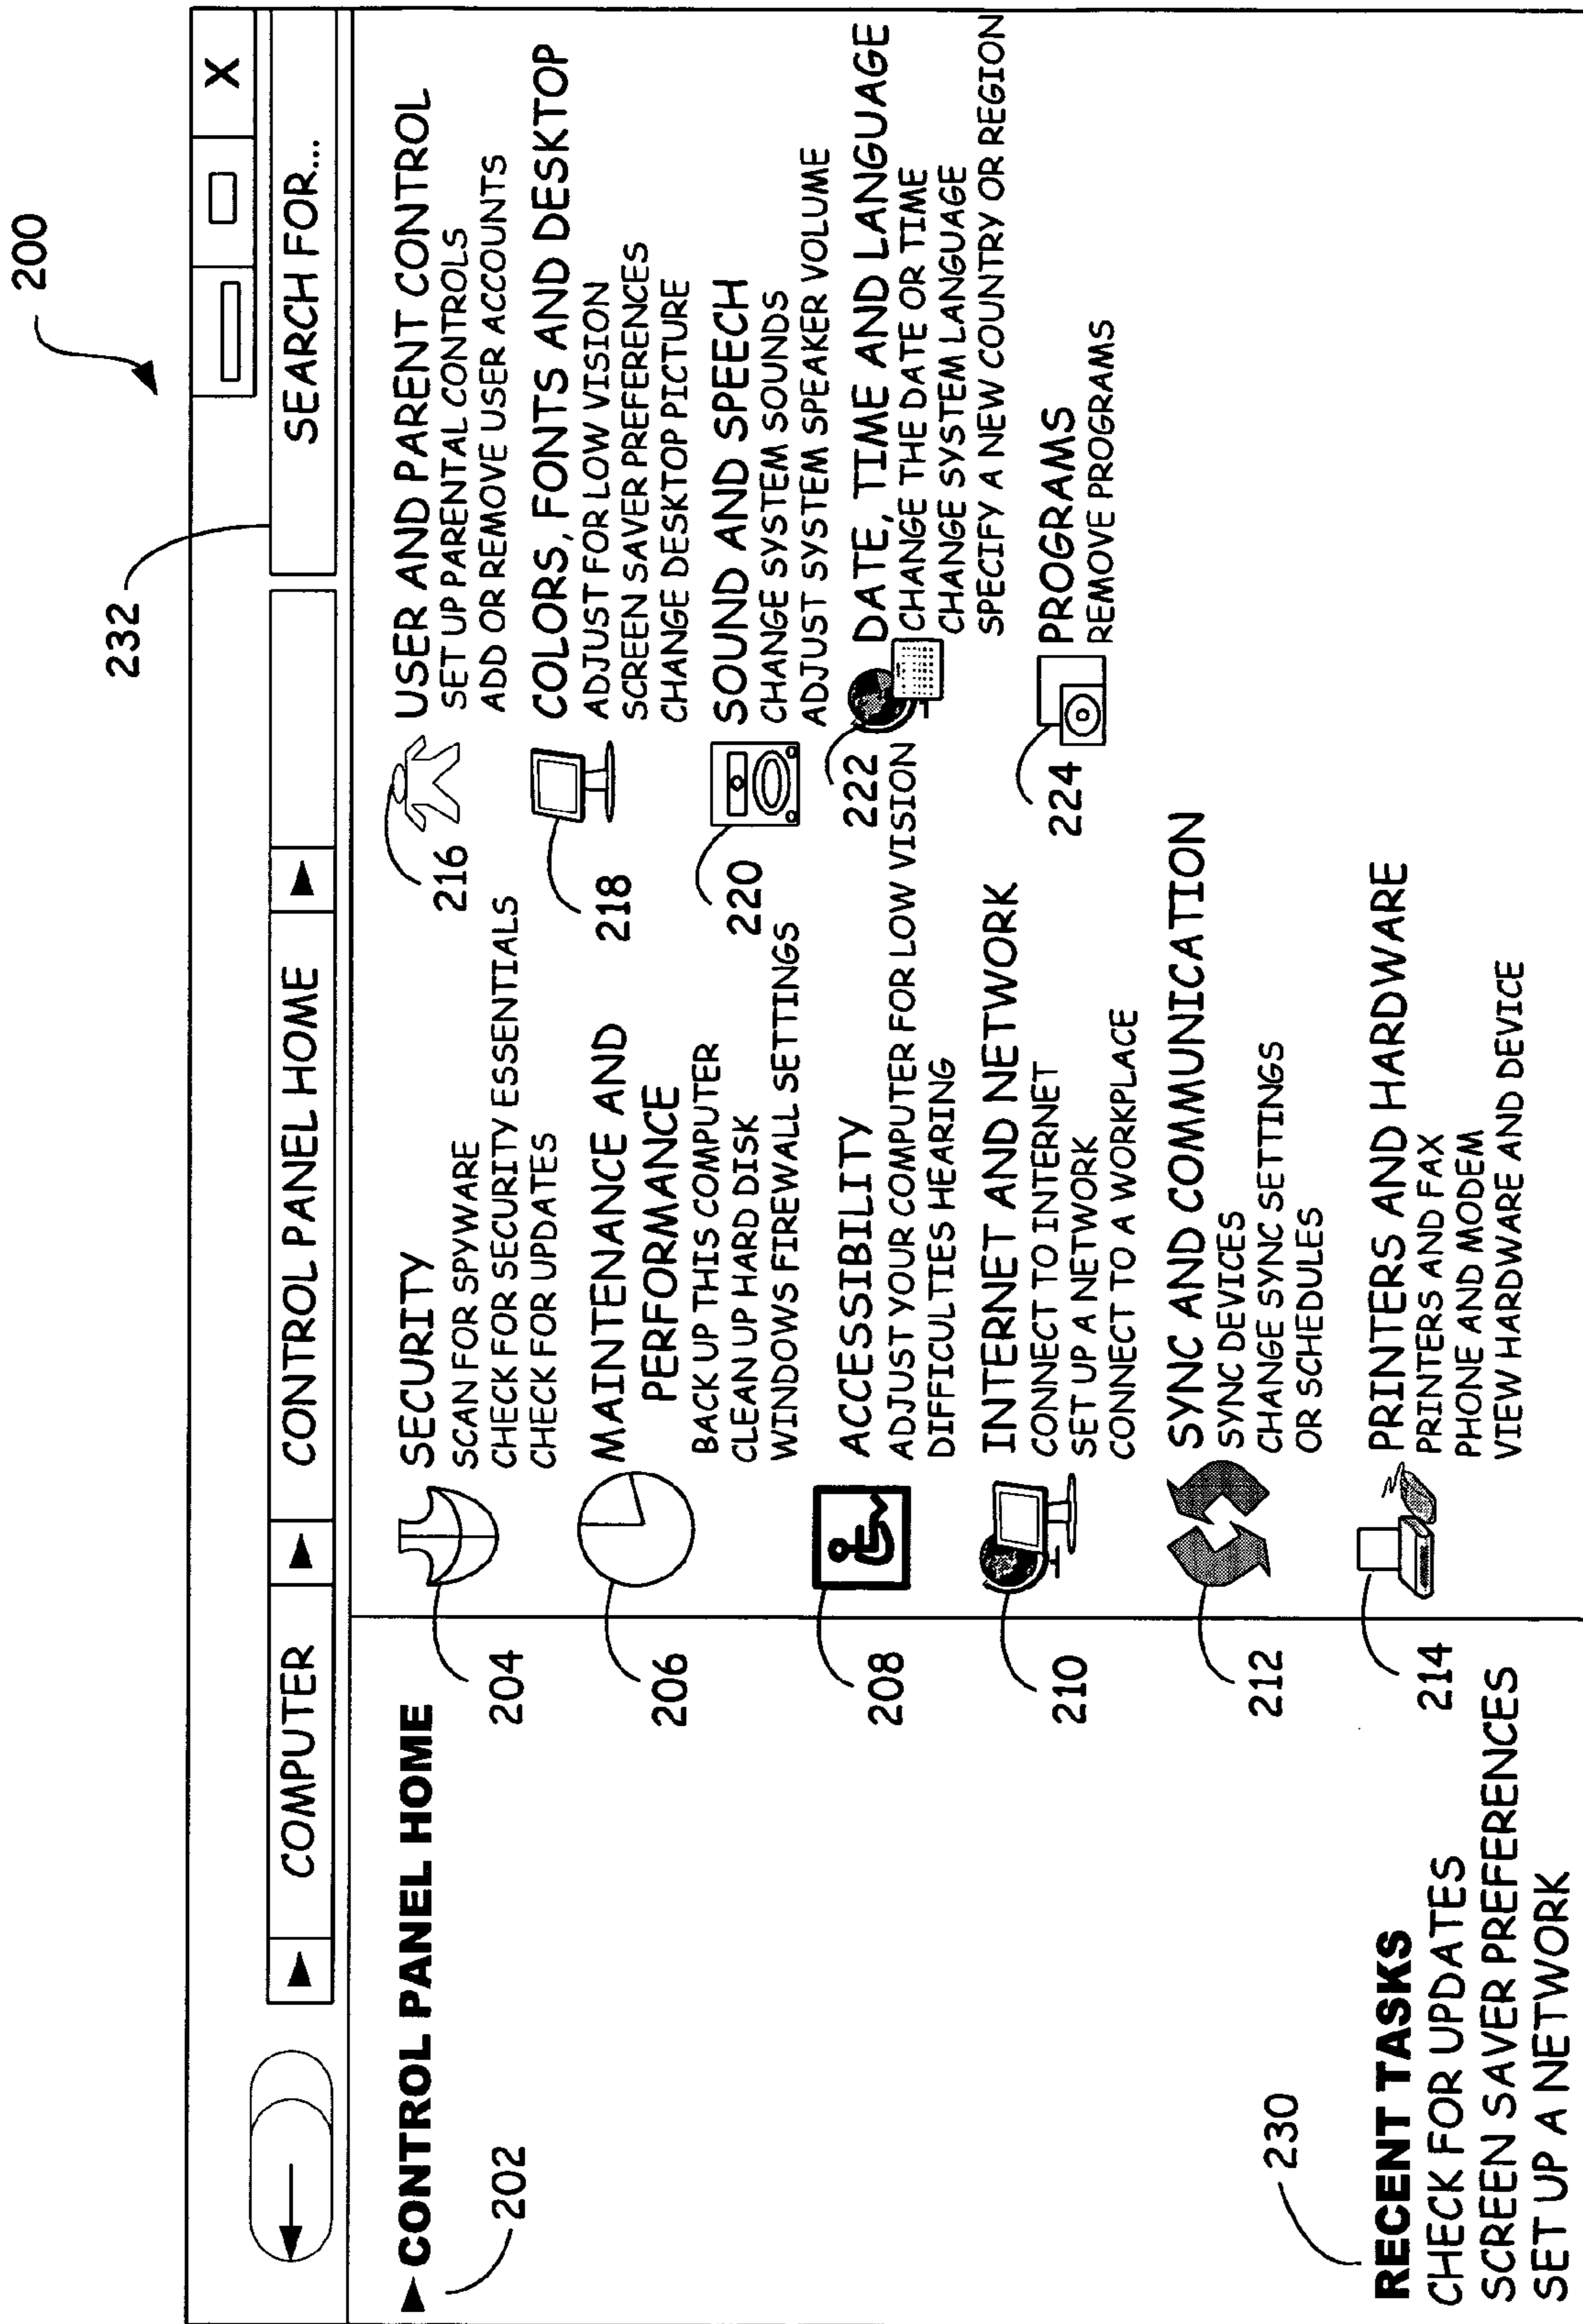 200
232
X
COMPUTER
CONTROL PANEL HOME
SEARCH FOR...
CONTROL PANEL HOME
202
204
SECURITY
SCAN FOR SPYWARE
CHECK FOR SECURITY ESSENTIALS
CHECK FOR UPDATES
206
MAINTENANCE AND
PERFORMANCE
BACK UP THIS COMPUTER
CLEAN UP HARD DISK
WINDOWS FIREWALL SETTINGS
208
ACCESSIBILITY
ADJUST YOUR COMPUTER FOR LOW VISION
DIFFICULTIES HEARING
210
INTERNET AND NETWORK
CONNECT TO INTERNET
SET UP A NETWORK
CONNECT TO A WORKPLACE
212
SYNC AND COMMUNICATION
SYNC DEVICES
CHANGE SYNC SETTINGS
OR SCHEDULES
214
PRINTERS AND HARDWARE
PRINTERS AND FAX
PHONE AND MODEM
VIEW HARDWARE AND DEVICE
216
USER AND PARENT CONTROL
SET UP PARENTAL CONTROLS
ADD OR REMOVE USER ACCOUNTS
218
COLORS, FONTS AND DESKTOP
ADJUST FOR LOW VISION
SCREEN SAVER PREFERENCES
CHANGE DESKTOP PICTURE
220
SOUND AND SPEECH
CHANGE SYSTEM SOUNDS
ADJUST SYSTEM SPEAKER VOLUME
222
DATE, TIME AND LANGUAGE
CHANGE THE DATE OR TIME
CHANGE SYSTEM LANGUAGE
SPECIFY A NEW COUNTRY OR REGION
224
PROGRAMS
REMOVE PROGRAMS
230
RECENT TASKS
CHECK FOR UPDATES
SCREEN SAVER PREFERENCES
SET UP A NETWORK